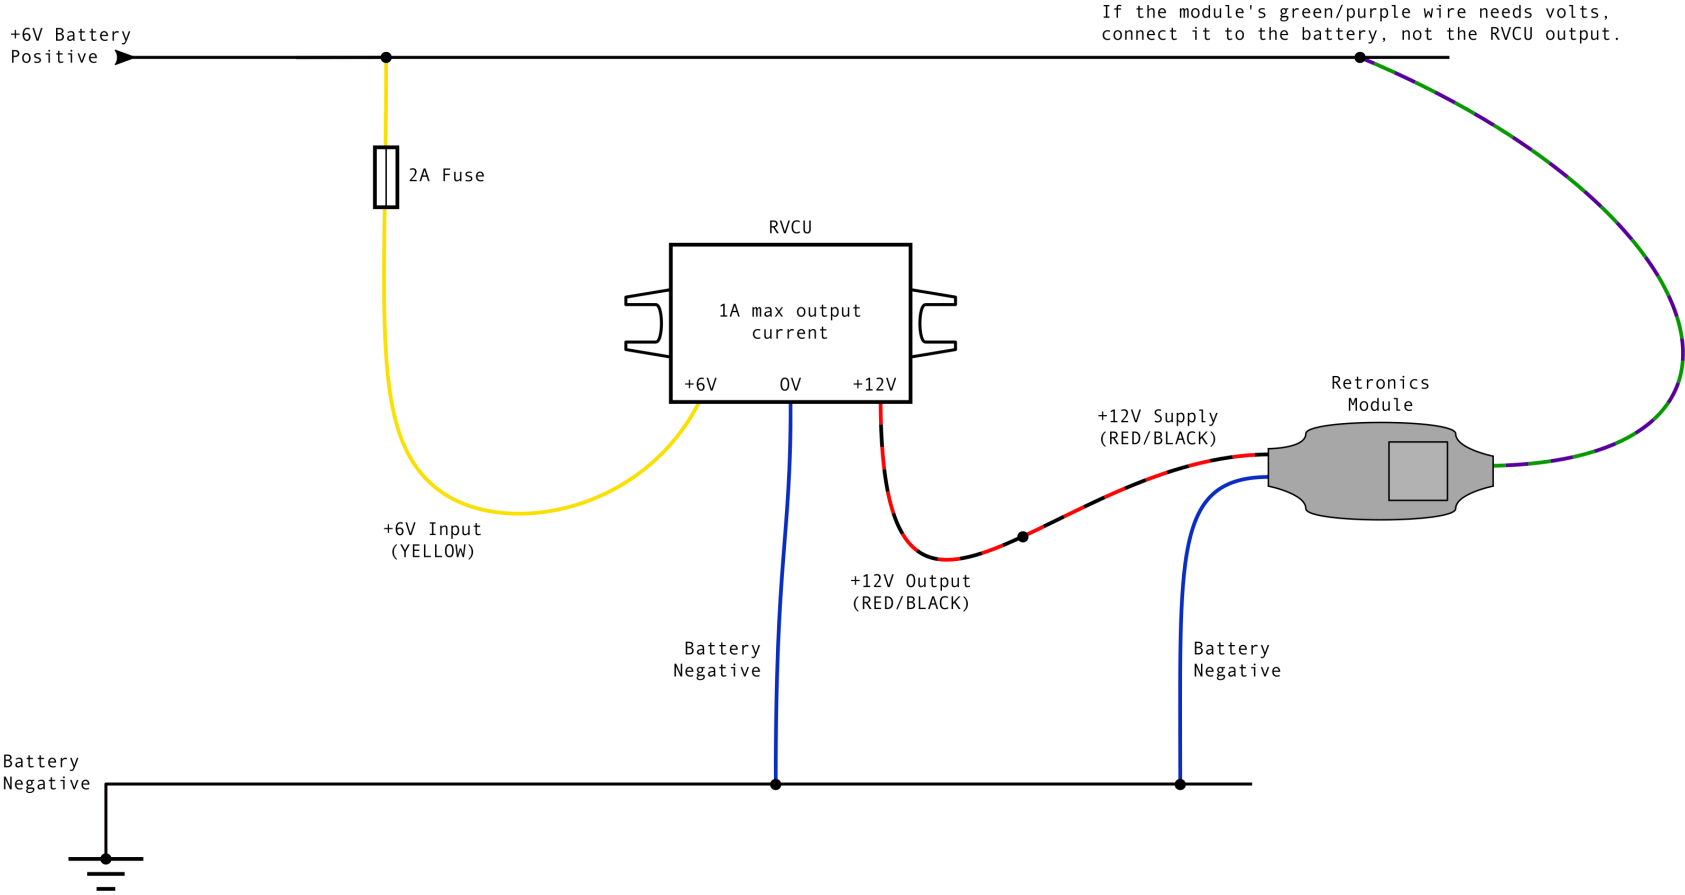 If the module's green/purple wire needs volts,
connect it to the battery, not the RVCU output.
+6V Battery
Positive
2A Fuse
RVCU
1A max output
current
+6V
0V
+12V
Retronics
Module
+12V Supply
(RED/BLACK)
+6V Input
(YELLOW)
+12V Output
(RED/BLACK)
Battery
Negative
Battery
Negative
Battery
Negative